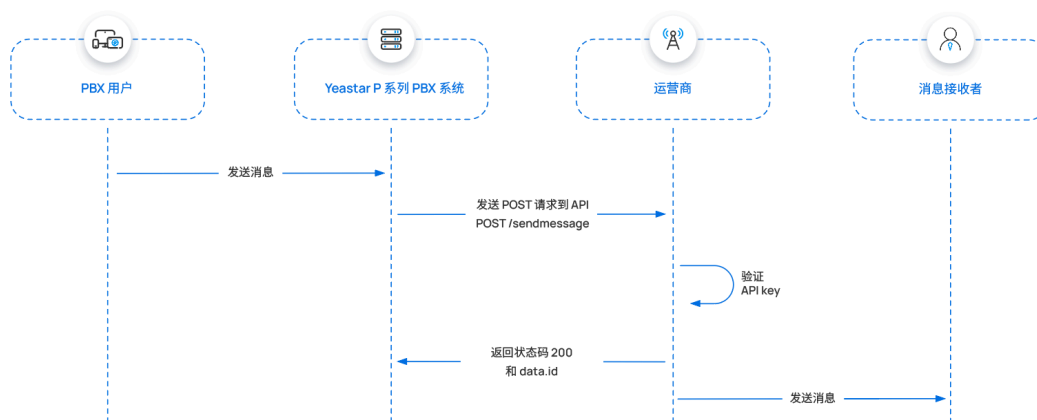 PBX 用户
Yeastar P 系列 PBX 系统
运营商
消息接收者
发送消息
发送 POST 请求到 API
POST /sendmessage
验证
API key
返回状态码 200
和 data.id
发送消息